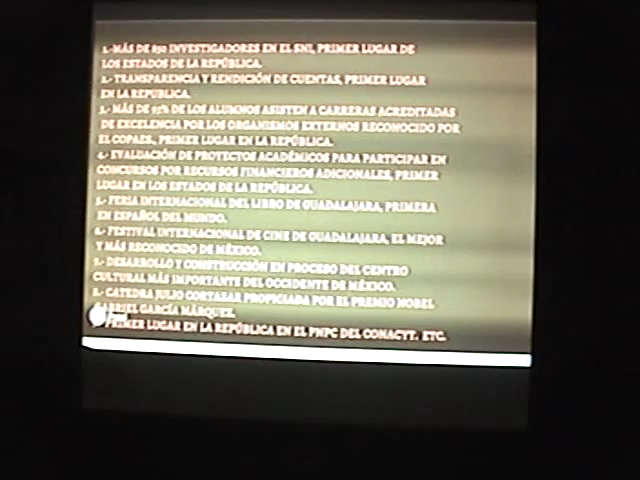 1.-MÁS DE 850 INVESTIGADORES EN EL SNI, PRIMER LUGAR DE
LOS ESTADOS DE LA REPÚBLICA.
2.- TRANSPARENCIA Y RENDICIÓN DE CUENTAS, PRIMER LUGAR
EN LA REPUBLICA.
3.- MÁS DE 95% DE LOS ALUMNOS ASISTEN A CARRERAS ACREDITADAS
DE EXCELENCIA POR LOS ORGANISMOS EXTERNOS RECONOCIDO POR
EL COPAES., PRIMER LUGAR EN LA REPÚBLICA.
4.- EVALUACIÓN DE PROYECTOS ACADÉMICOS PARA PARTICIPAR EN
CONCURSOS POR RECURSOS FINANCIEROS ADICIONALES, PRIMER
LUGAR EN LOS ESTADOS DE LA REPÚBLICA.
5.- FERIA INTERNACIONAL DEL LIBRO DE GUADALAJARA, PRIMERA
EN ESPAÑOL DEL MUNDO.
6.- FESTIVAL INTERNACIONAL DE CINE DE GUADALAJARA, EL MEJOR
Y MÁS RECONOCIDO DE MÉXICO.
7.- DESARROLLO Y CONSTRUCCIÓN EN PROCESO DEL CENTRO
CULTURAL MÁS IMPORTANTE DEL OCCIDENTE DE MÉXICO.
8.- CATEDRA JULIO CORTAZAR PROPICIADA POR EL PREMIO NOBEL
GABRIEL GARCÍA MÁRQUEZ.
PRIMER LUGAR EN LA REPÚBLICA EN EL PNPC DEL CONACYT. ETC.